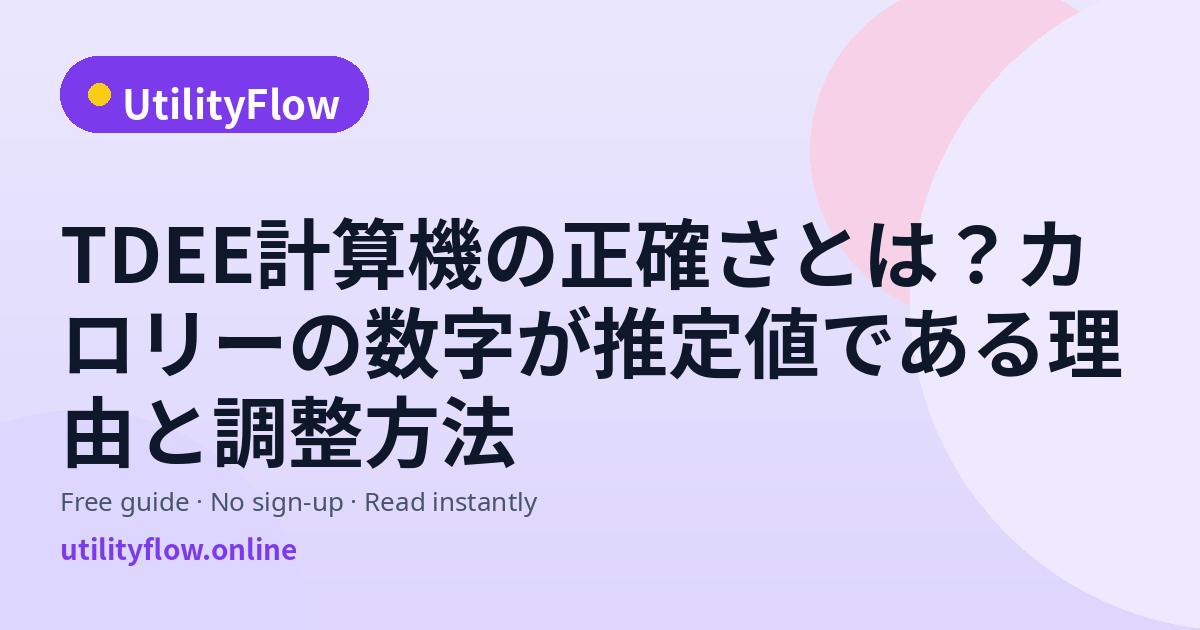 UtilityFlow
TDEE計算機の正確さとは？カ
ロリーの数字が推定値である理
由と調整方法
Free guide · No sign-up · Read instantly
utilityflow.online